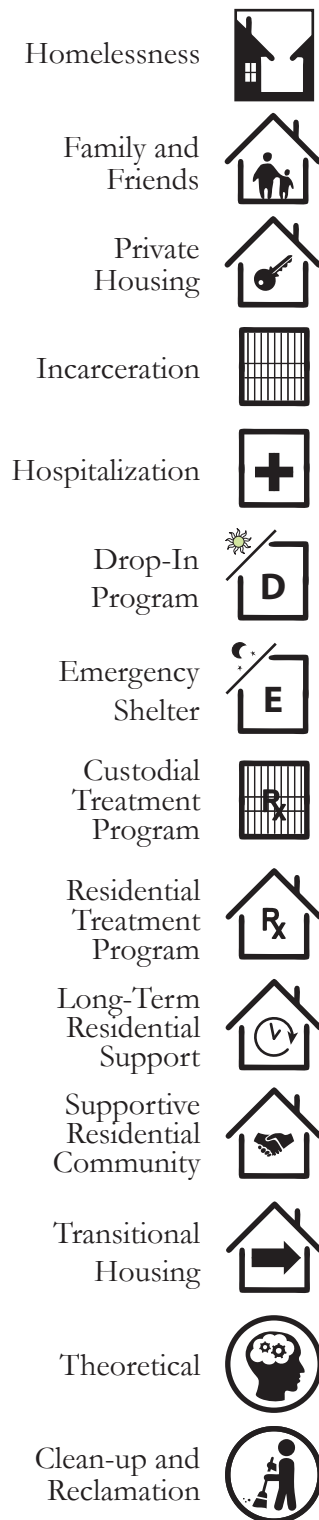 Homelessness
Family and
Friends
Private
Housing
Incarceration
Hospitalization
Drop-In
Program
D
Emergency
Shelter
E
Custodial
Treatment
Program
Rx
Residential
Treatment
Program
Rx
Long-Term
Residential
Support
Supportive
Residential
Community
Transitional
Housing
Theoretical
Clean-up and
Reclamation